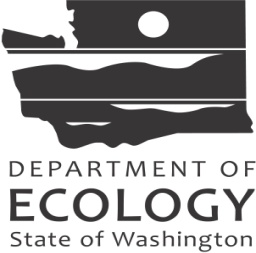 DEPARTMENT OF
ECOLOGY
State of Washington